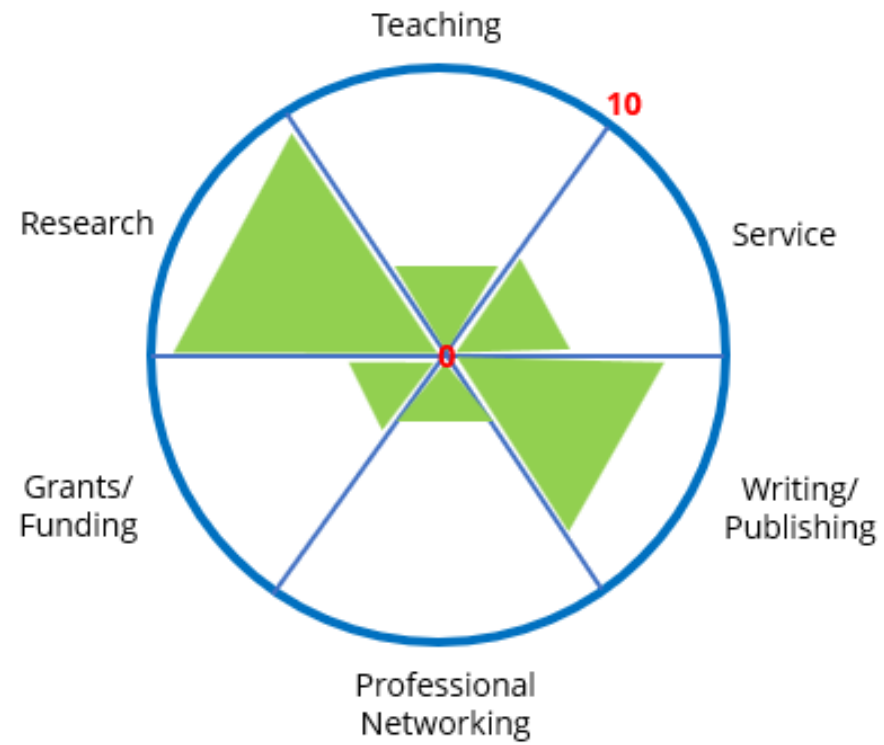 Teaching
10
Research
Service
0
Grants/
Funding
Writing/
Publishing
Professional
Networking